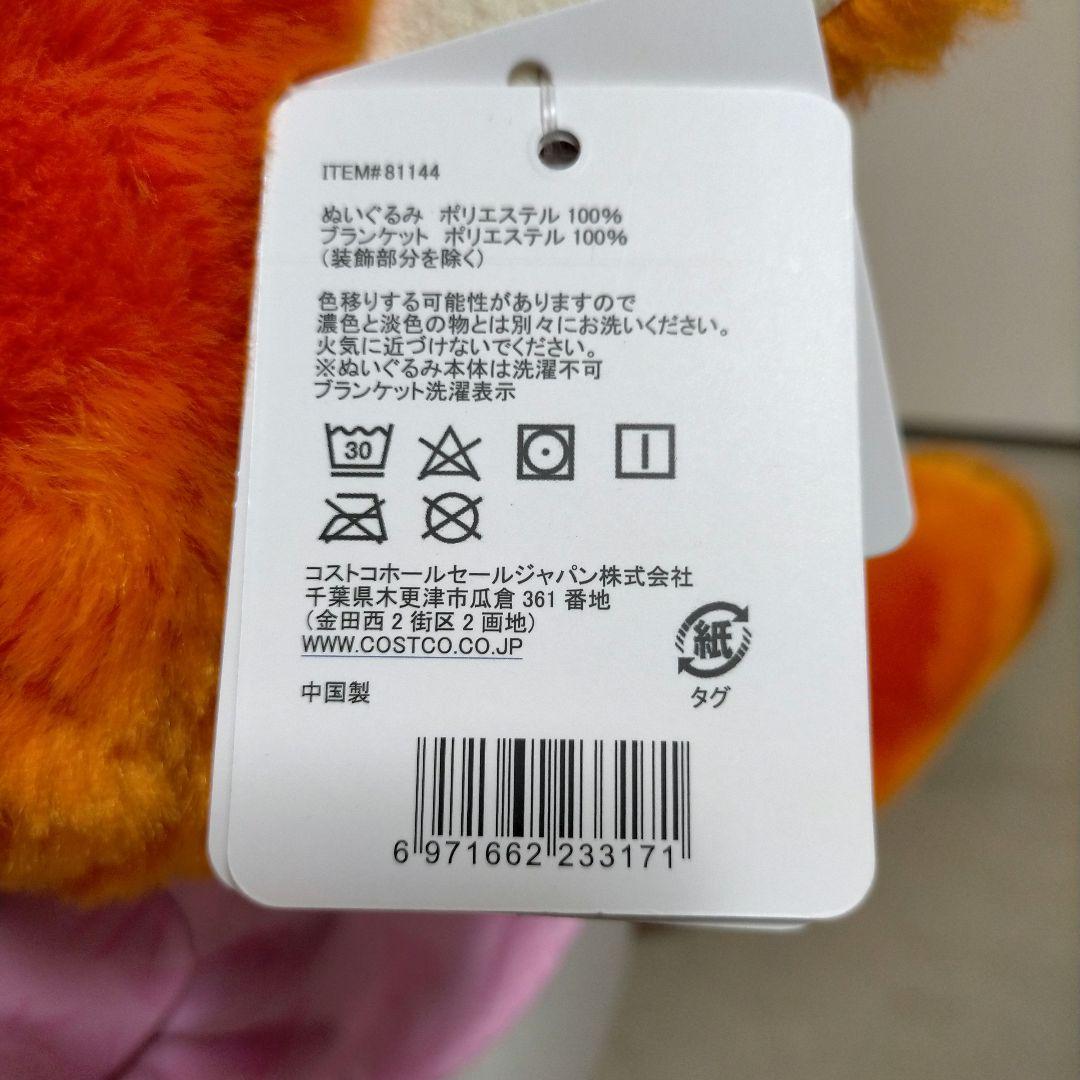 ITEM#81144
ぬいぐるみ ポリエステル 100%
ブランケット ポリエステル 100%
(装飾部分を除く)
色移りする可能性がありますので
濃色と淡色の物とは別々にお洗いください。
火気に近づけないでください。
※ぬいぐるみ本体は洗濯不可
ブランケット洗濯表示
30
コストコホールセールジャパン株式会社
千葉県木更津市瓜倉 361 番地
(金田西 2 街区 2 画地)
WWW.COSTCO.CO.JP
紙
タグ
中国製
6 971662 233171